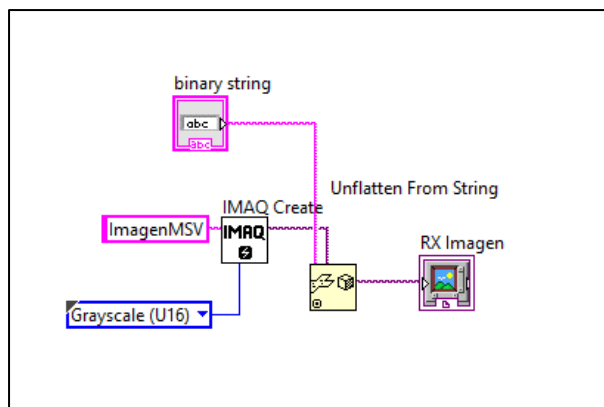 binary string
abc
abc
Unflatten From String
IMAQ Create
ImagenMSV
IMAQ
RX Imagen
Grayscale (U16)